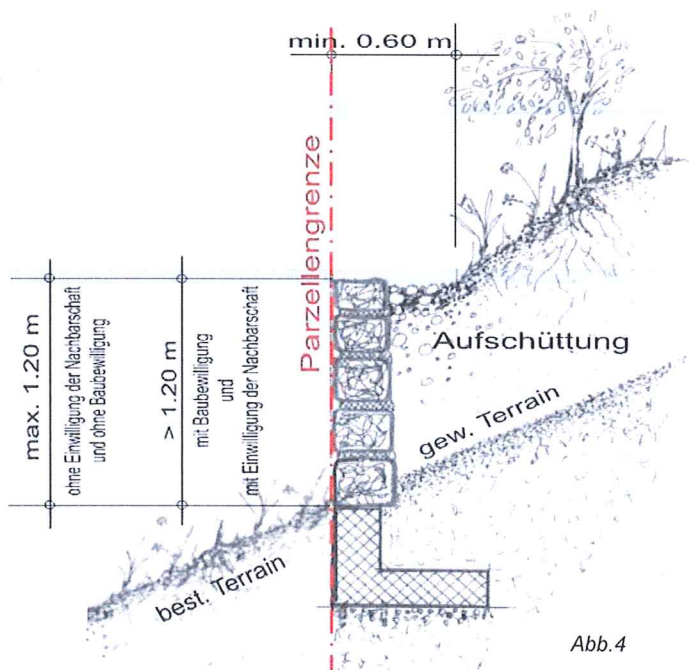 min. 0.60 m
Parzellengrenze
max. 1.20 m
ohne Einwilligung der Nachbarschaft
und ohne Baubewilligung
> 1.20 m
mit Baubewilligung
und
mit Einwilligung der Nachbarschaft
Aufschüttung
gew. Terrain
best. Terrain
Abb.4